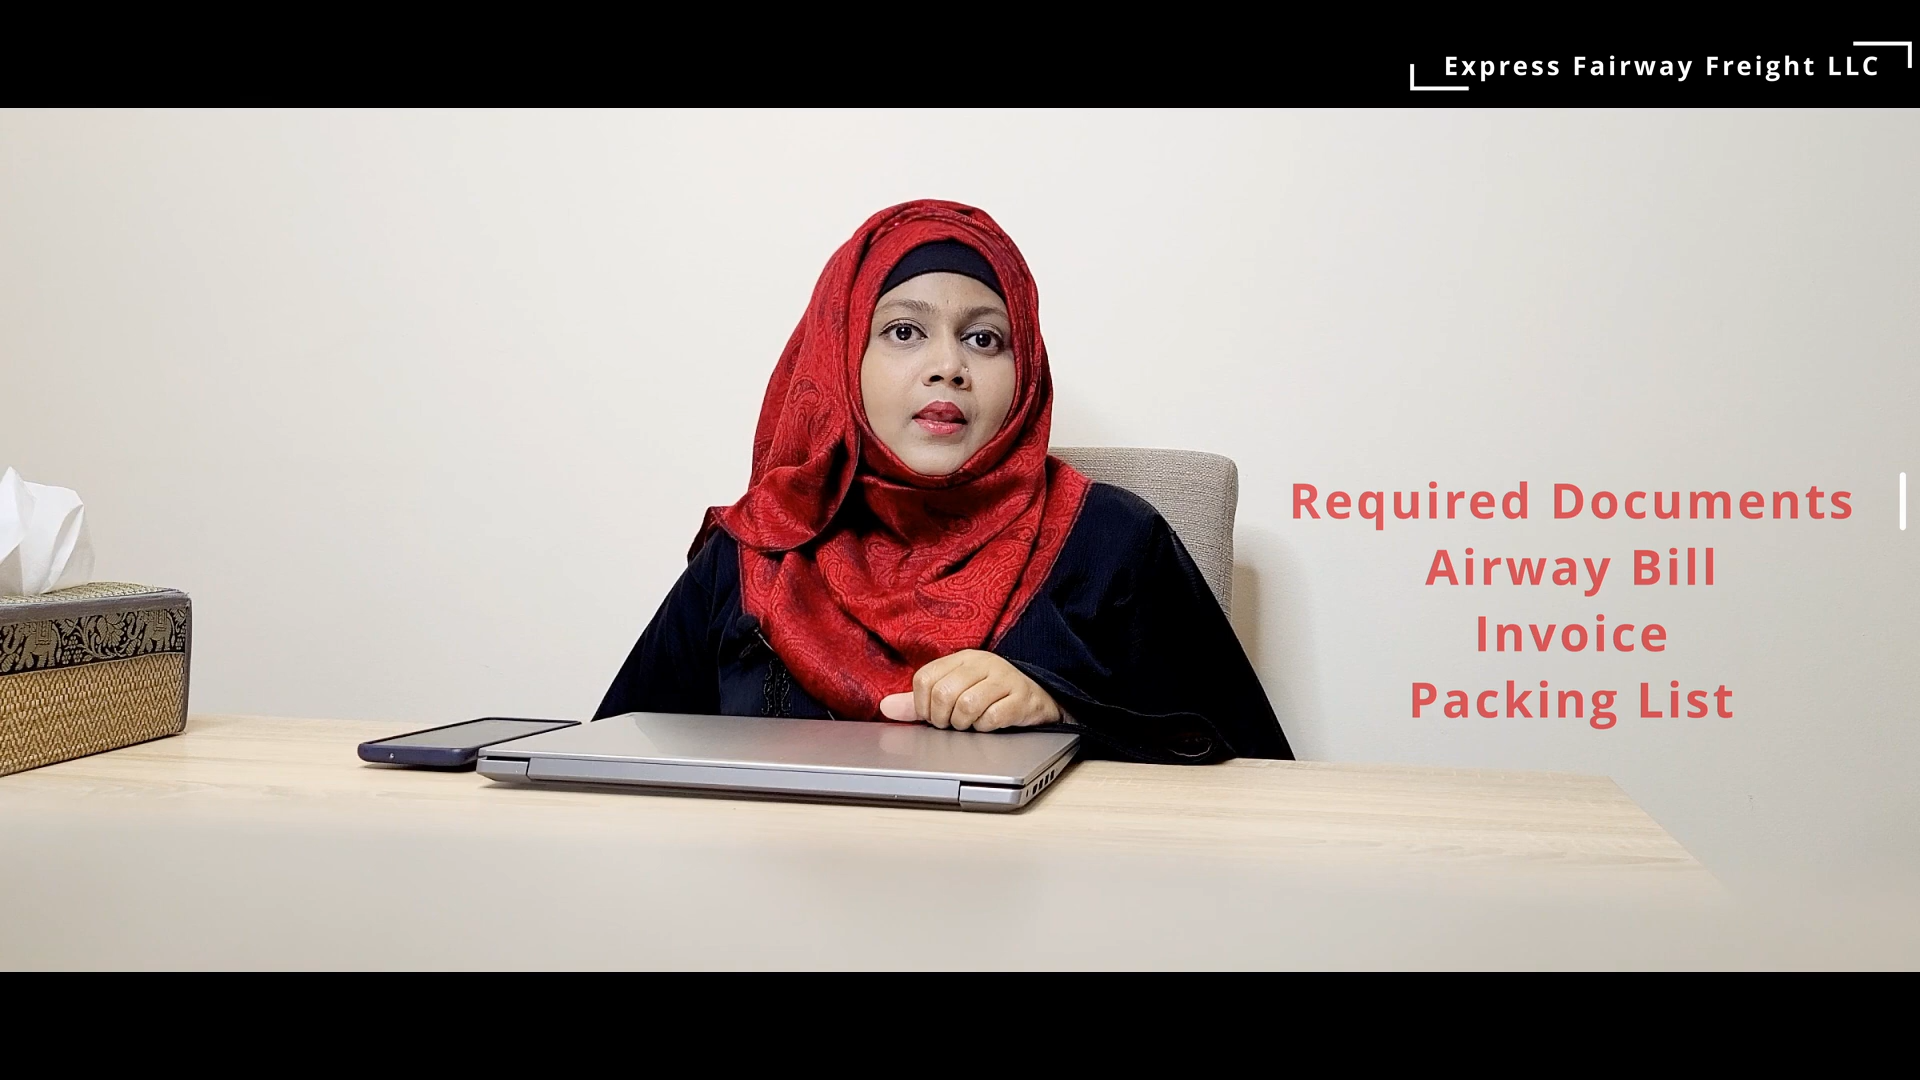 Express Fairway Freight LLC
Required Documents
Airway Bill
Invoice
Packing List